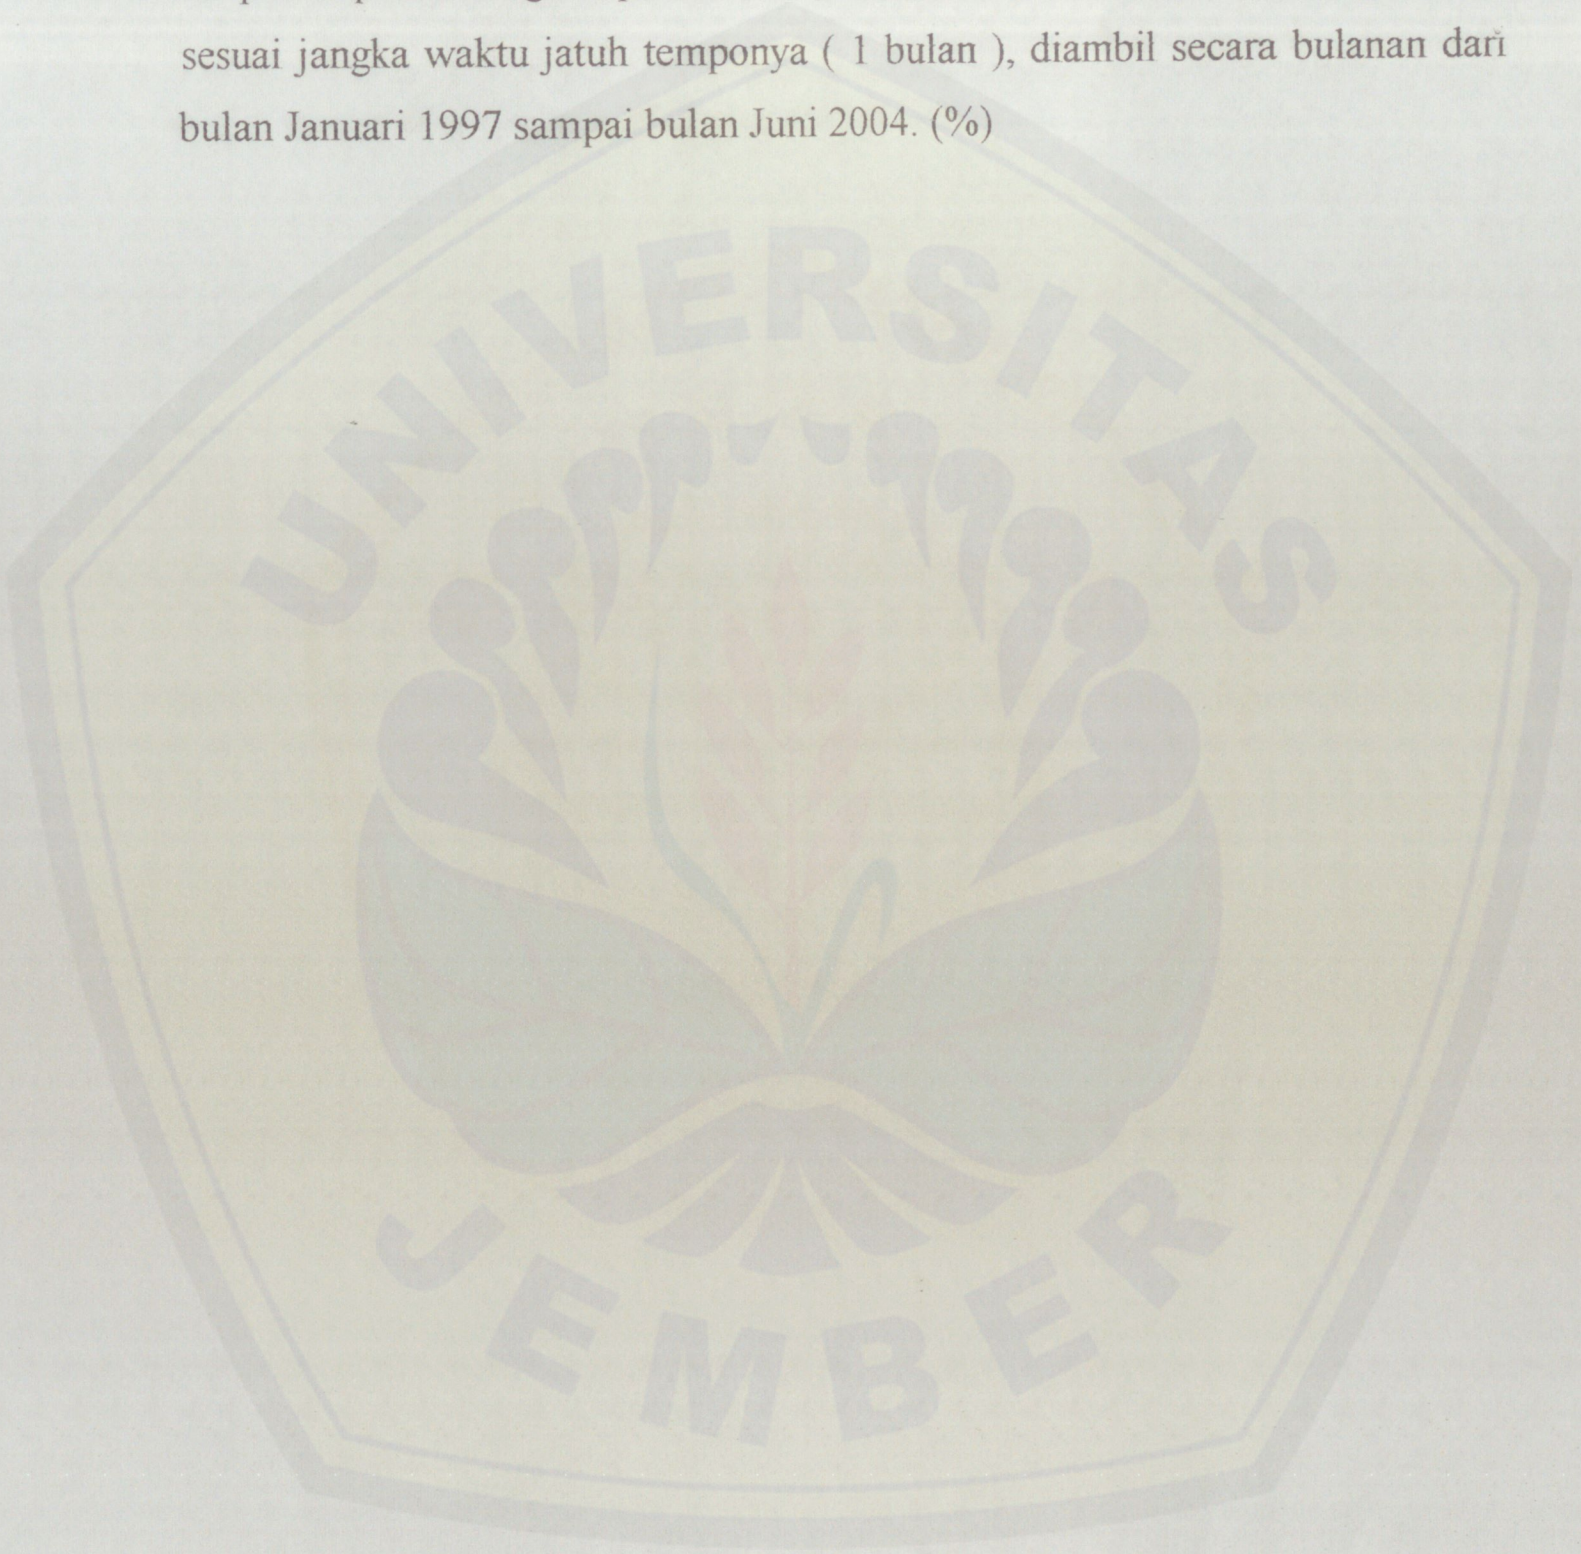 sesuai jangka waktu jatuh temponya ( 1 bulan ), diambil secara bulanan dari
bulan Januari 1997 sampai bulan Juni 2004. (%)
UNIVERSITAS
JEMBER